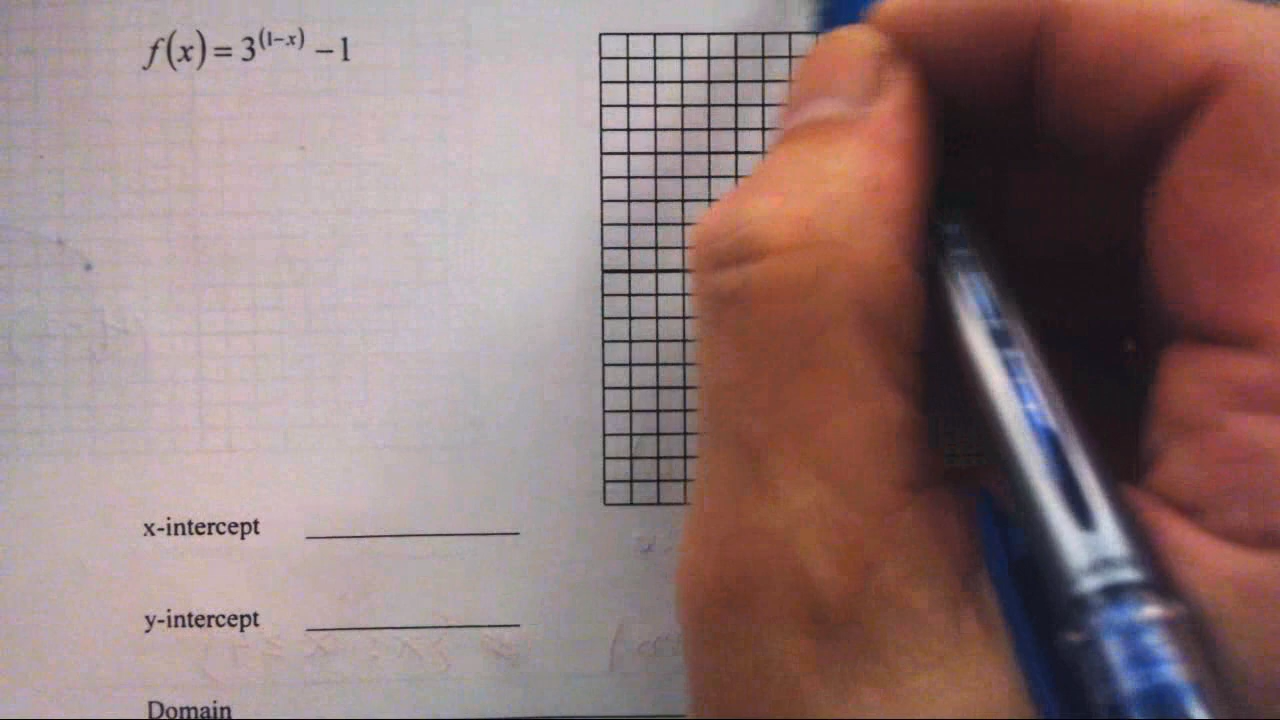 f(x) = 3^(1-x) - 1
x-intercept
y-intercept
Domain